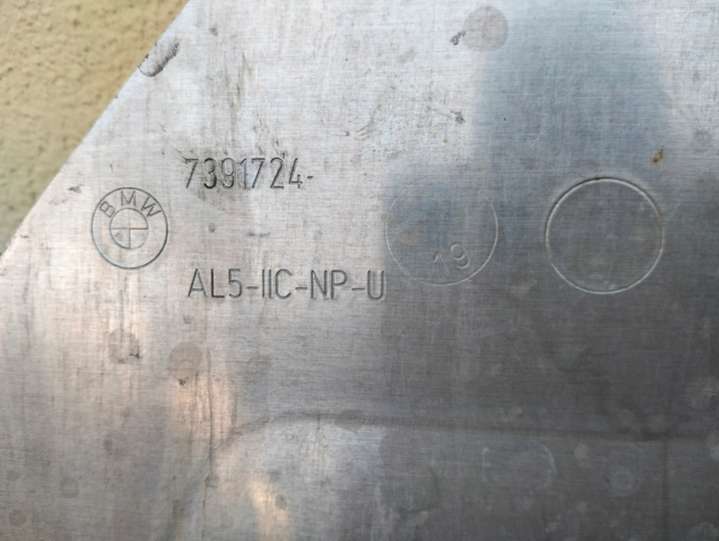 7391724-
BMW
19
AL5-IIC-NP-U